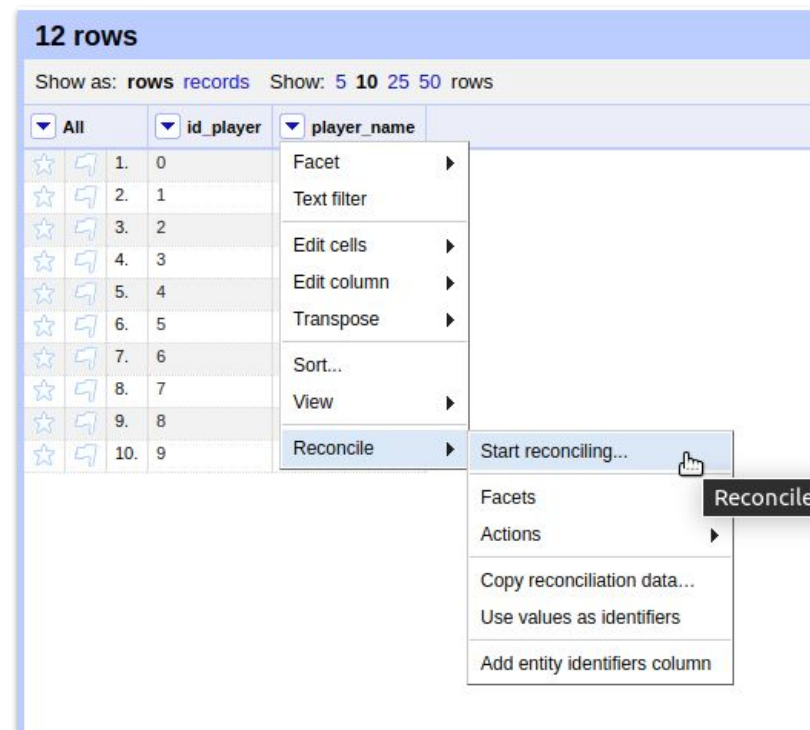 12 rows
Show as: rows records Show: 5 10 25 50 rows
All id_player player_name
1. 0
2. 1
3. 2
4. 3
5. 4
6. 5
7. 6
8. 7
9. 8
10. 9
Facet
Text filter
Edit cells
Edit column
Transpose
Sort...
View
Reconcile
Start reconciling...
Facets
Actions
Copy reconciliation data...
Use values as identifiers
Add entity identifiers column
Reconcile